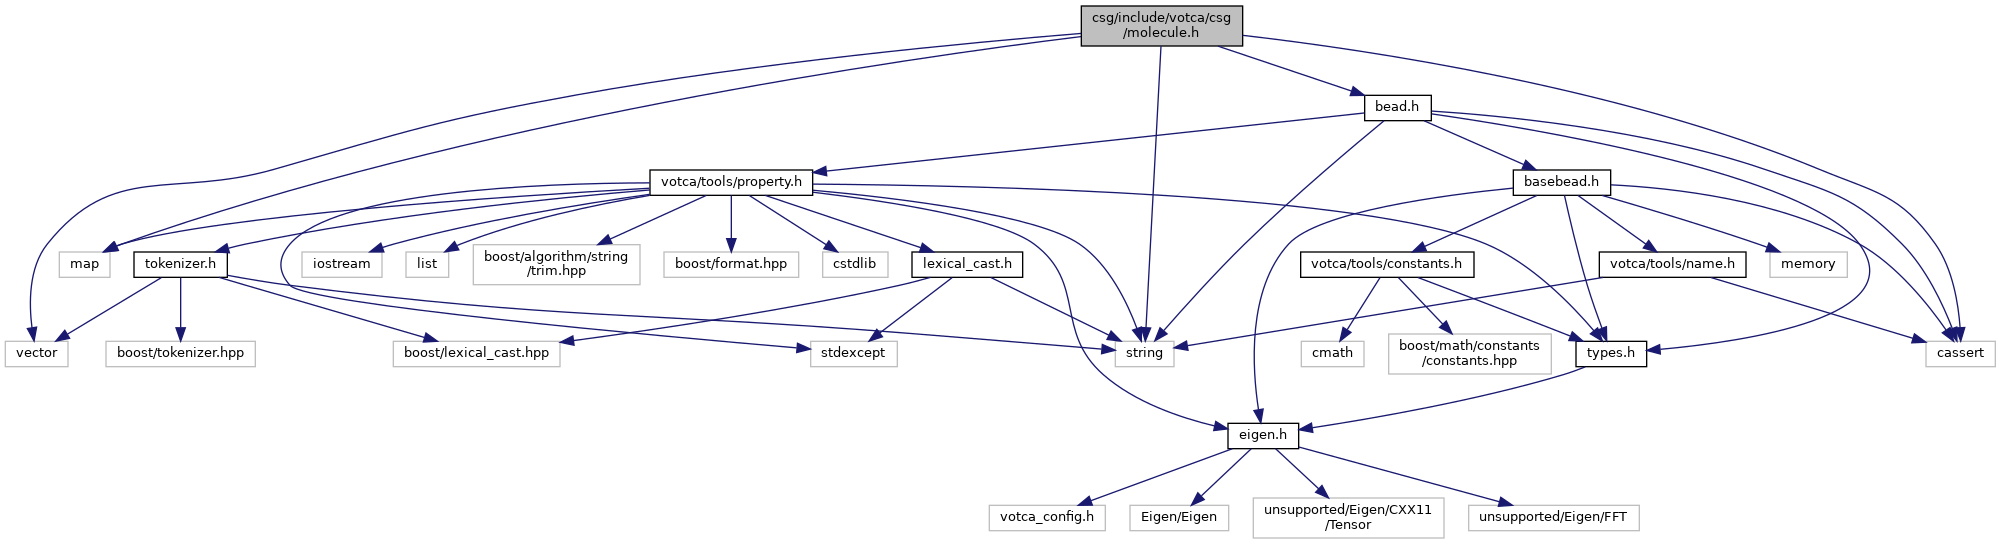 csg/include/votca/csg
/molecule.h
bead.h
votca/tools/property.h
basebead.h
map
tokenizer.h
iostream
list
boost/algorithm/string
/trim.hpp
boost/format.hpp
cstdlib
lexical_cast.h
votca/tools/constants.h
votca/tools/name.h
memory
vector
boost/tokenizer.hpp
boost/lexical_cast.hpp
stdexcept
string
cmath
boost/math/constants
/constants.hpp
types.h
cassert
eigen.h
votca_config.h
Eigen/Eigen
unsupported/Eigen/CXX11
/Tensor
unsupported/Eigen/FFT